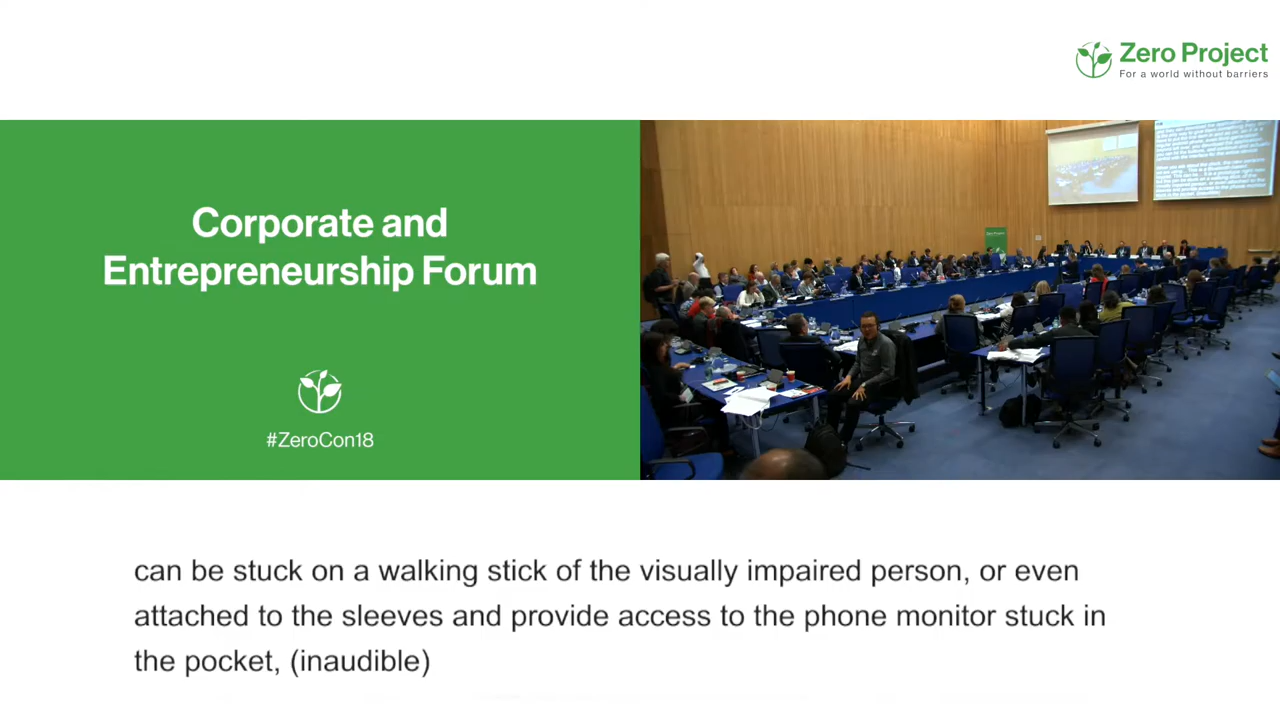 Zero Project
For a world without barriers
Corporate and
Entrepreneurship Forum
#ZeroCon18
Zero Project
can be stuck on a walking stick of the visually impaired person, or even
attached to the sleeves and provide access to the phone monitor stuck in
the pocket, (inaudible)